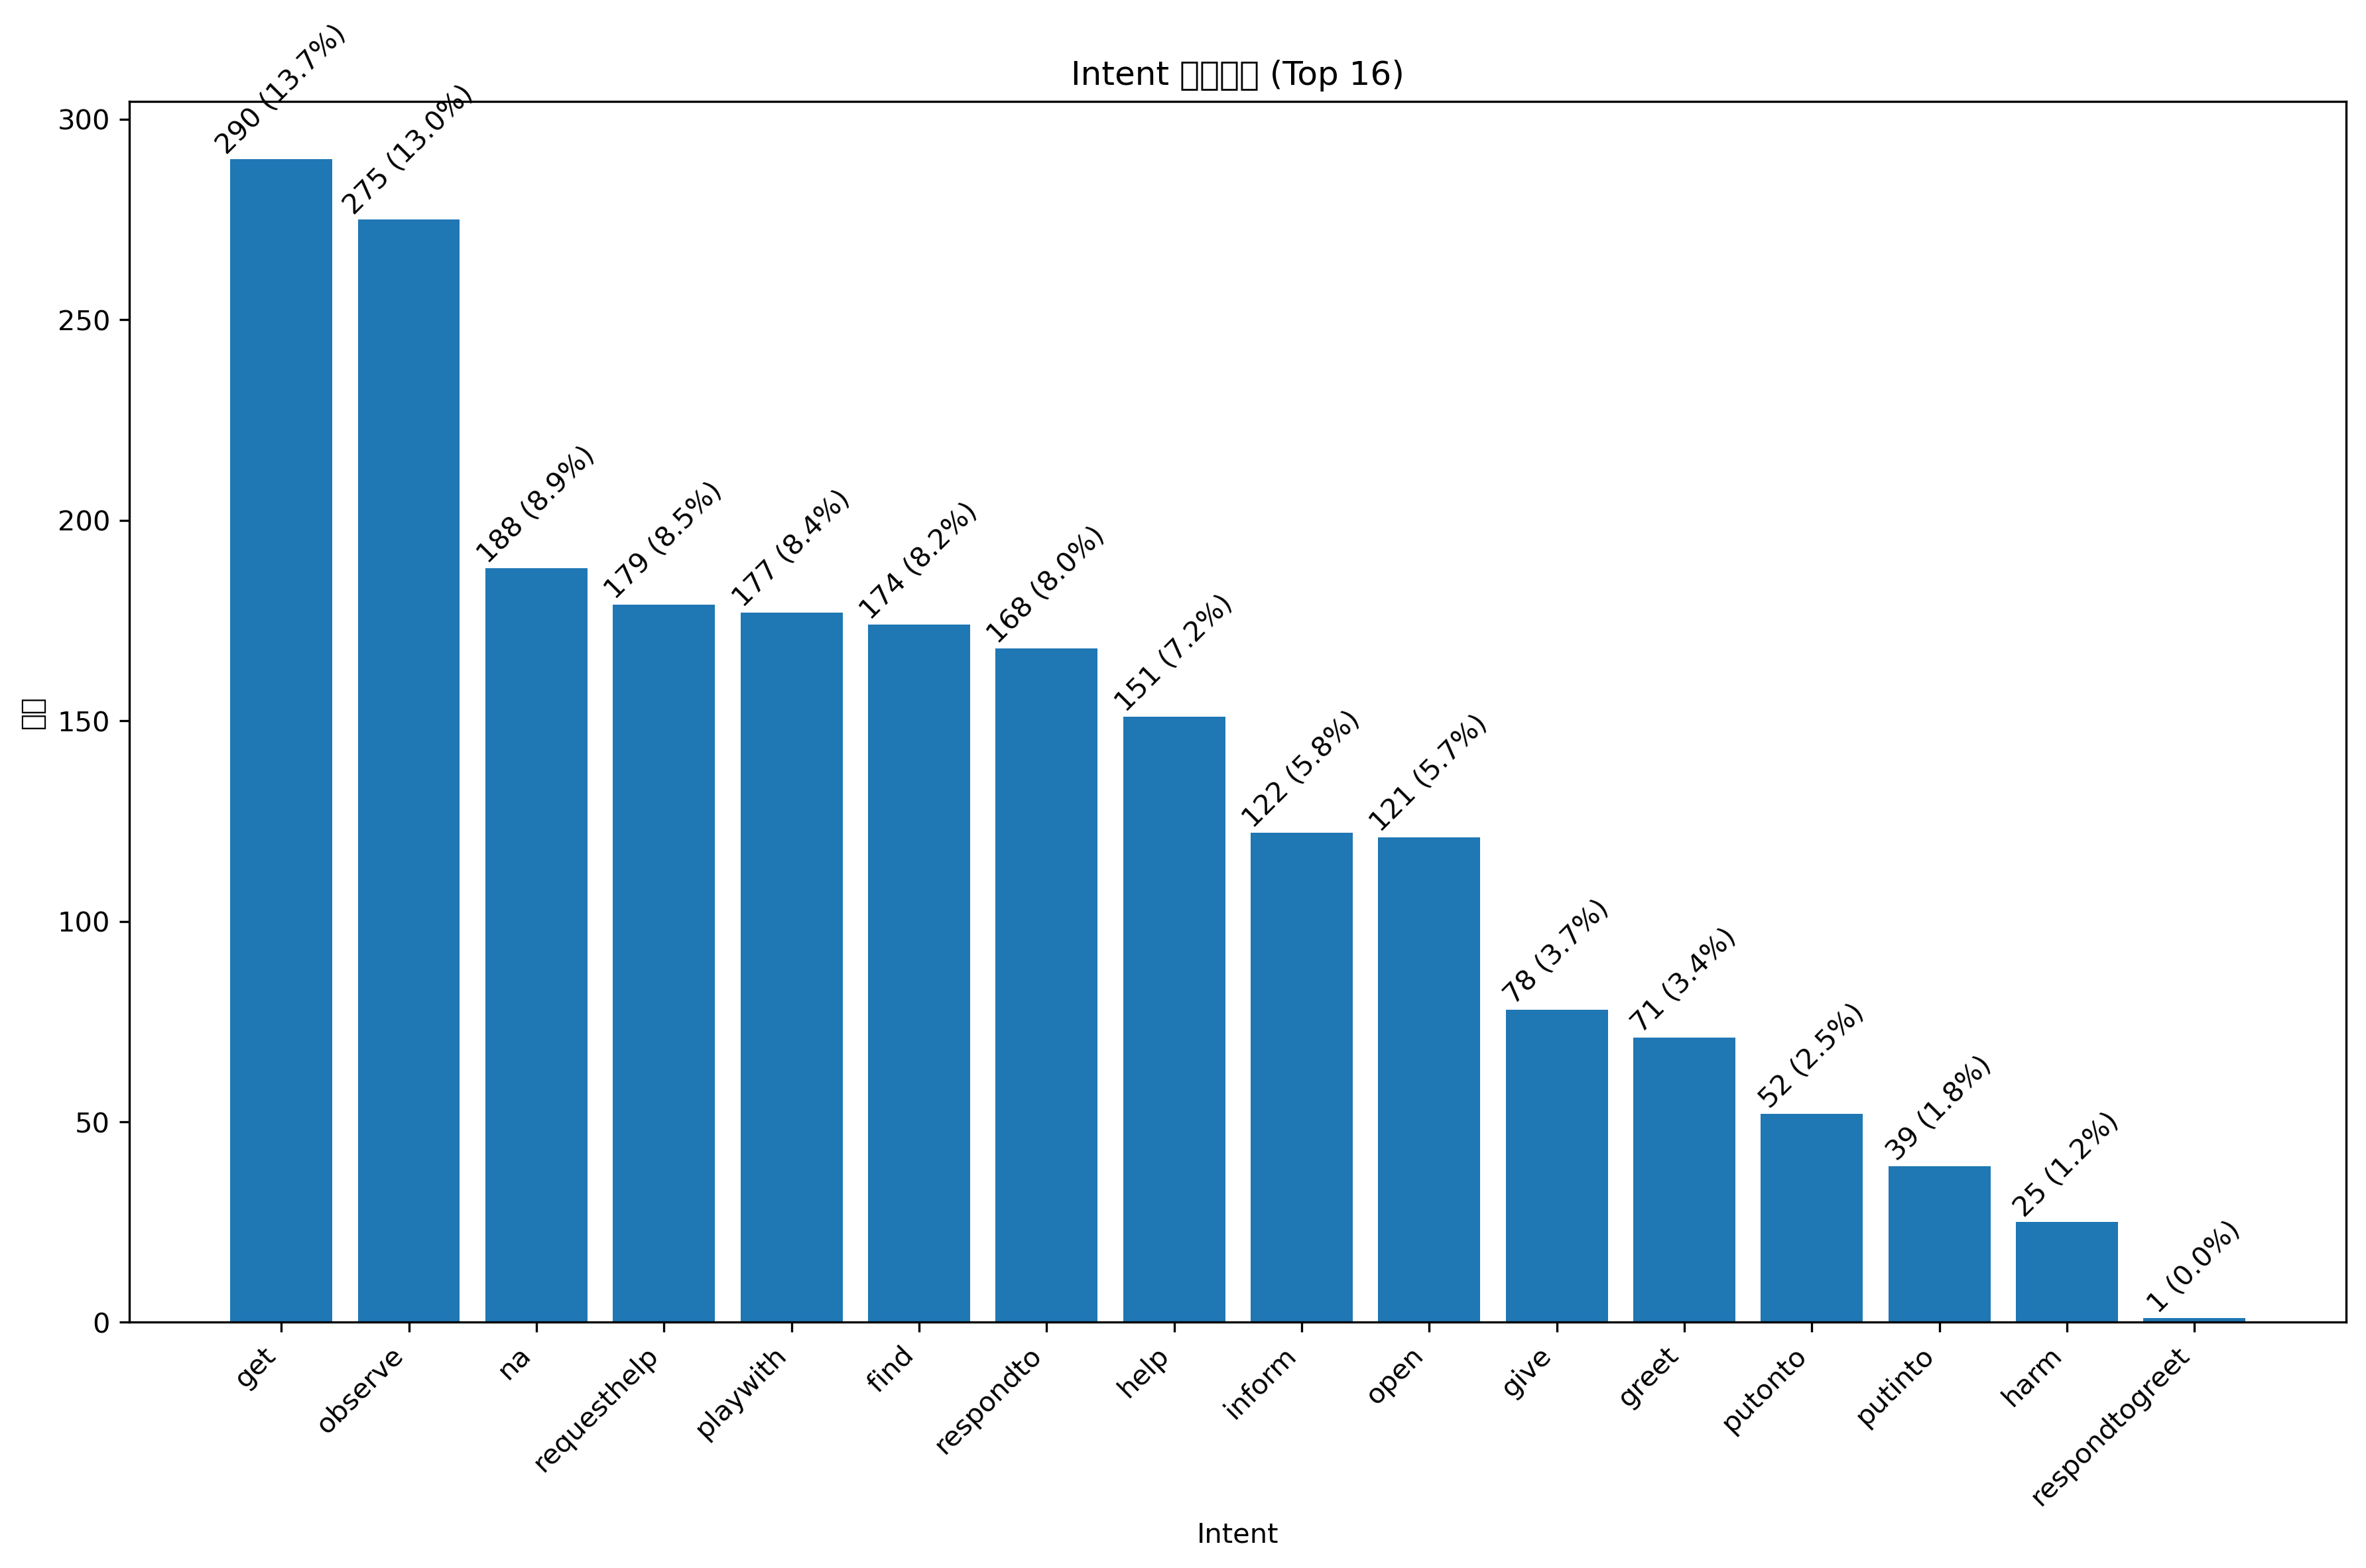 Intent (Top 16)
300
250
200
150
100
50
0
290 (13.7%)
275 (13.0%)
188 (8.9%)
179 (8.5%)
177 (8.4%)
174 (8.2%)
168 (8.0%)
151 (7.2%)
122 (5.8%)
121 (5.7%)
78 (3.7%)
71 (3.4%)
52 (2.5%)
39 (1.8%)
25 (1.2%)
1 (0.0%)
get
observe
na
requesthelp
playwith
find
respondto
help
inform
open
give
greet
putonto
putinto
harm
respondtogreet
Intent